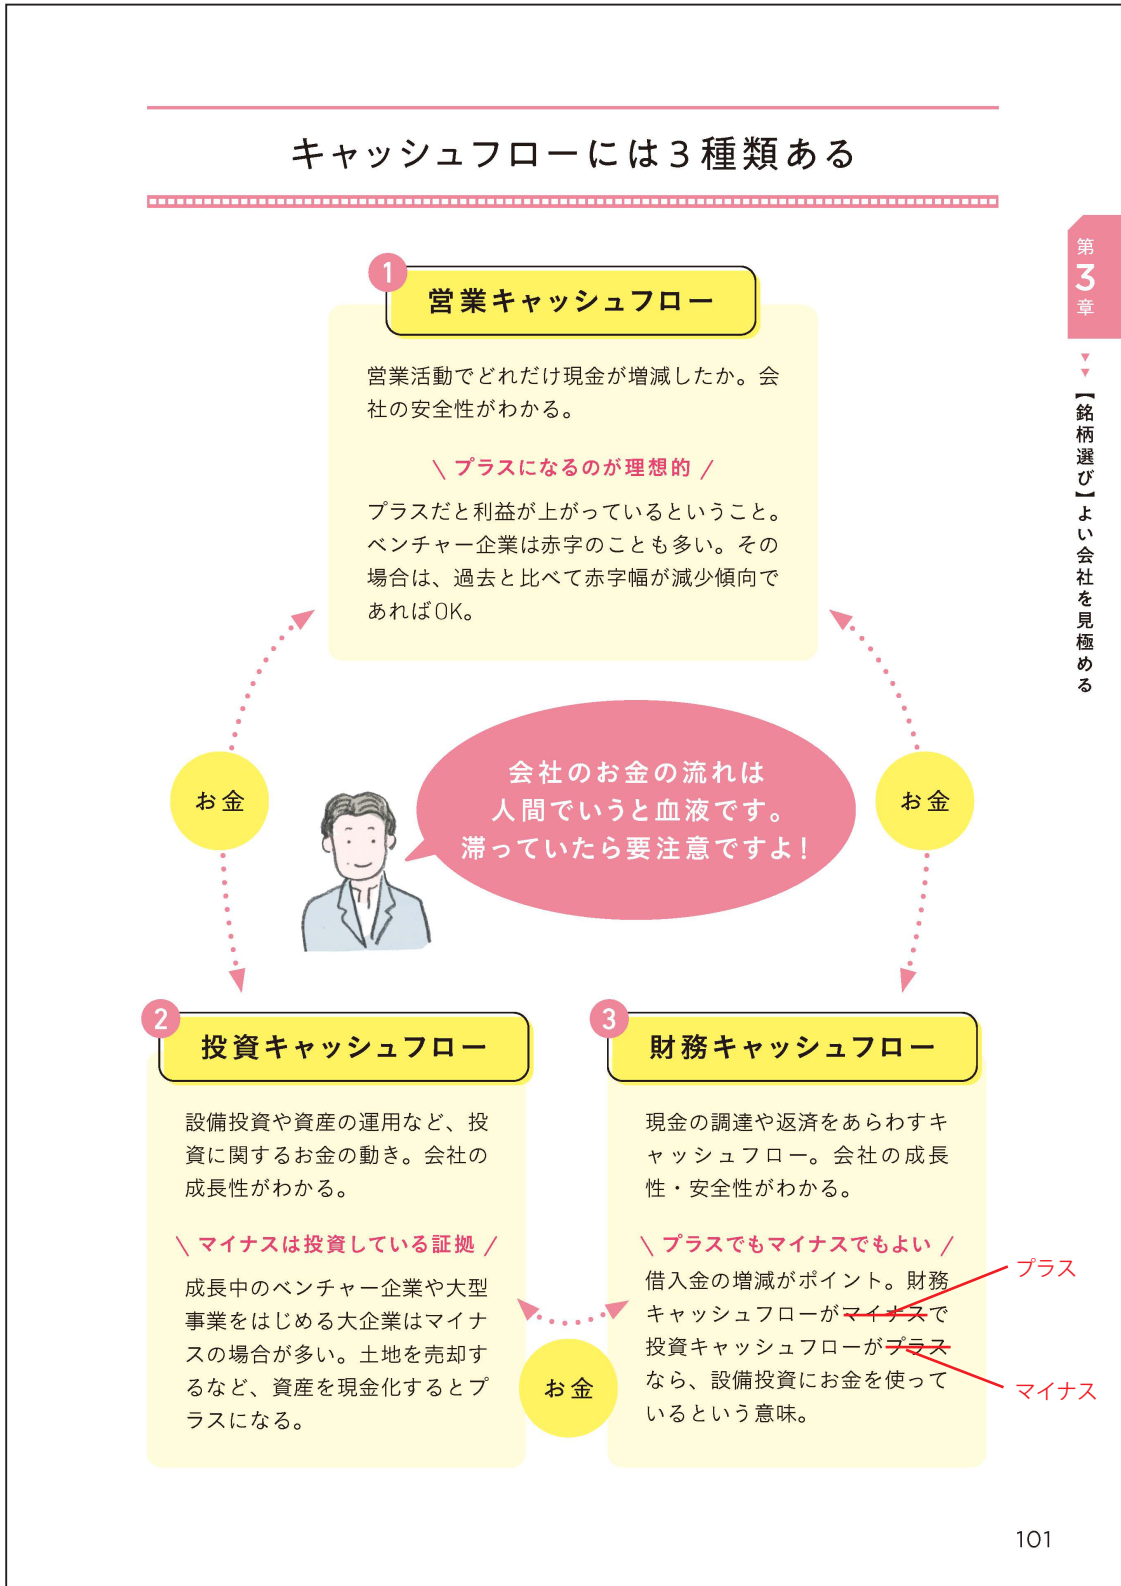 キャッシュフローには3種類ある
第
3
章
【銘柄選び】よい会社を見極める
1
営業キャッシュフロー
営業活動でどれだけ現金が増減したか。会
社の安全性がわかる。
\ プラスになるのが理想的 /
プラスだと利益が上がっているということ。
ベンチャー企業は赤字のことも多い。その
場合は、過去と比べて赤字幅が減少傾向で
あればOK。
お金
お金
会社のお金の流れは
人間でいうと血液です。
滞っていたら要注意ですよ!
2
投資キャッシュフロー
設備投資や資産の運用など、投
資に関するお金の動き。会社の
成長性がわかる。
\ マイナスは投資している証拠 /
成長中のベンチャー企業や大型
事業をはじめる大企業はマイナ
スの場合が多い。土地を売却す
るなど、資産を現金化するとプ
ラスになる。
お金
3
財務キャッシュフロー
現金の調達や返済をあらわすキ
ャッシュフロー。会社の成長
性・安全性がわかる。
\ プラスでもマイナスでもよい /
借入金の増減がポイント。財務
キャッシュフローがマイナスで
投資キャッシュフローがプラス
なら、設備投資にお金を使って
いるという意味。
プラス
マイナス
101